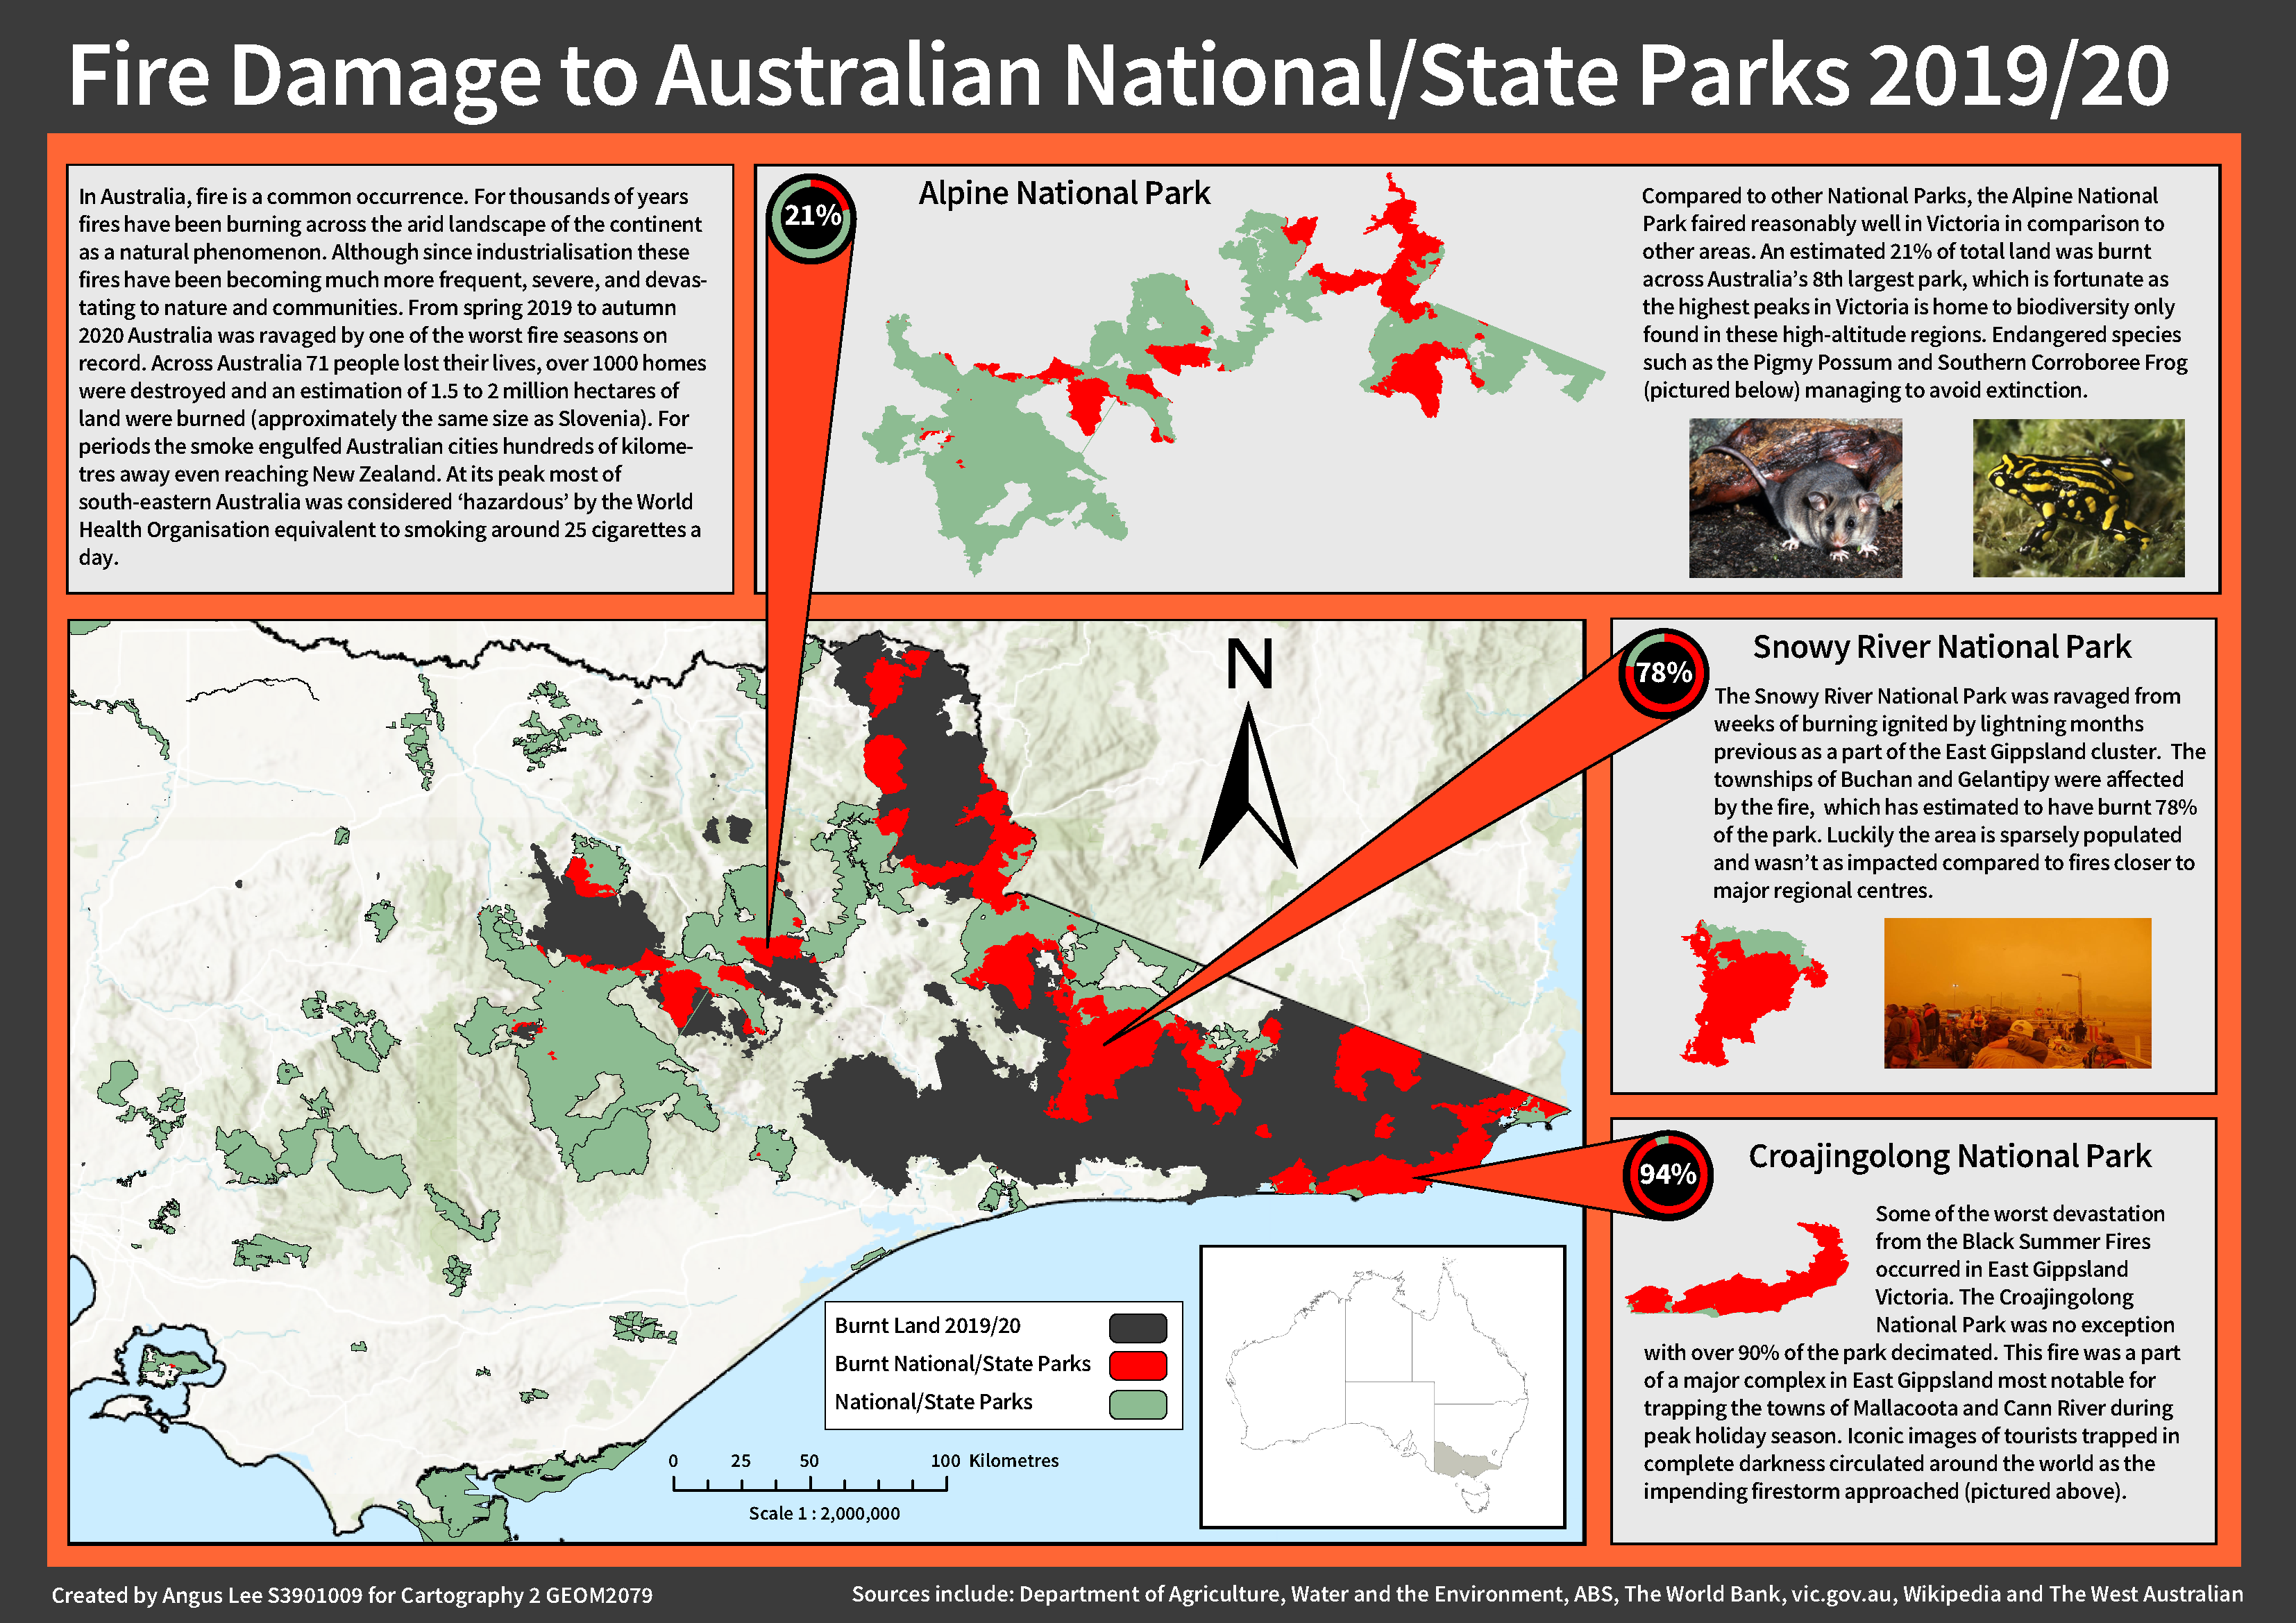 Fire Damage to Australian National/State Parks 2019/20
In Australia, fire is a common occurrence. For thousands of years
fires have been burning across the arid landscape of the continent
as a natural phenomenon. Although since industrialisation these
fires have been becoming much more frequent, severe, and devas-
tating to nature and communities. From spring 2019 to autumn
2020 Australia was ravaged by one of the worst fire seasons on
record. Across Australia 71 people lost their lives, over 1000 homes
were destroyed and an estimation of 1.5 to 2 million hectares of
land were burned (approximately the same size as Slovenia). For
periods the smoke engulfed Australian cities hundreds of kilome-
tres away even reaching New Zealand. At its peak most of
south-eastern Australia was considered ‘hazardous’ by the World
Health Organisation equivalent to smoking around 25 cigarettes a
day.
21%
Alpine National Park
Compared to other National Parks, the Alpine National
Park faired reasonably well in Victoria in comparison to
other areas. An estimated 21% of total land was burnt
across Australia’s 8th largest park, which is fortunate as
the highest peaks in Victoria is home to biodiversity only
found in these high-altitude regions. Endangered species
such as the Pigmy Possum and Southern Corroboree Frog
(pictured below) managing to avoid extinction.
N
78%
Snowy River National Park
The Snowy River National Park was ravaged from
weeks of burning ignited by lightning months
previous as a part of the East Gippsland cluster.  The
townships of Buchan and Gelantipy were affected
by the fire,  which has estimated to have burnt 78%
of the park. Luckily the area is sparsely populated
and wasn’t as impacted compared to fires closer to
major regional centres.
94%
Croajingolong National Park
Some of the worst devastation
from the Black Summer Fires
occurred in East Gippsland
Victoria. The Croajingolong
National Park was no exception
with over 90% of the park decimated. This fire was a part
of a major complex in East Gippsland most notable for
trapping the towns of Mallacoota and Cann River during
peak holiday season. Iconic images of tourists trapped in
complete darkness circulated around the world as the
impending firestorm approached (pictured above).
Burnt Land 2019/20
Burnt National/State Parks
National/State Parks
0 25 50 100 Kilometres
Scale 1 : 2,000,000
Created by Angus Lee S3901009 for Cartography 2 GEOM2079
Sources include: Department of Agriculture, Water and the Environment, ABS, The World Bank, vic.gov.au, Wikipedia and The West Australian